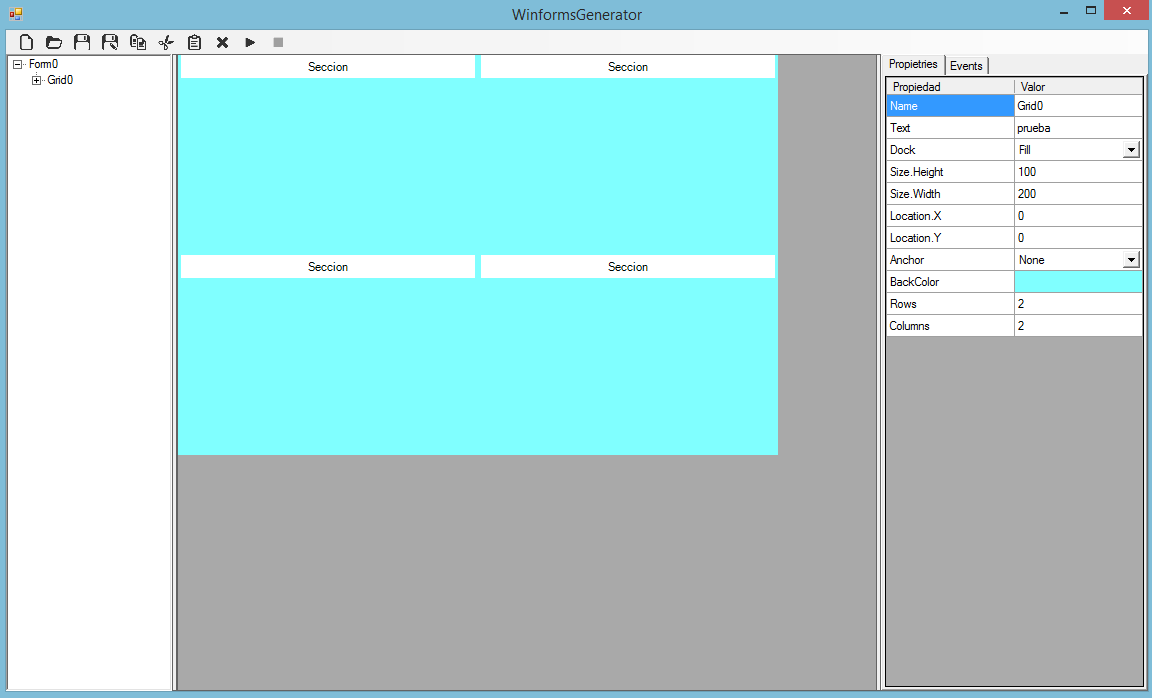 WinformsGenerator
Form0
Grid0
Seccion Seccion
Seccion Seccion
Propietries Events
Propiedad Valor
Name Grid0
Text prueba
Dock Fill
Size.Height 100
Size.Width 200
Location.X 0
Location.Y 0
Anchor None
BackColor
Rows 2
Columns 2